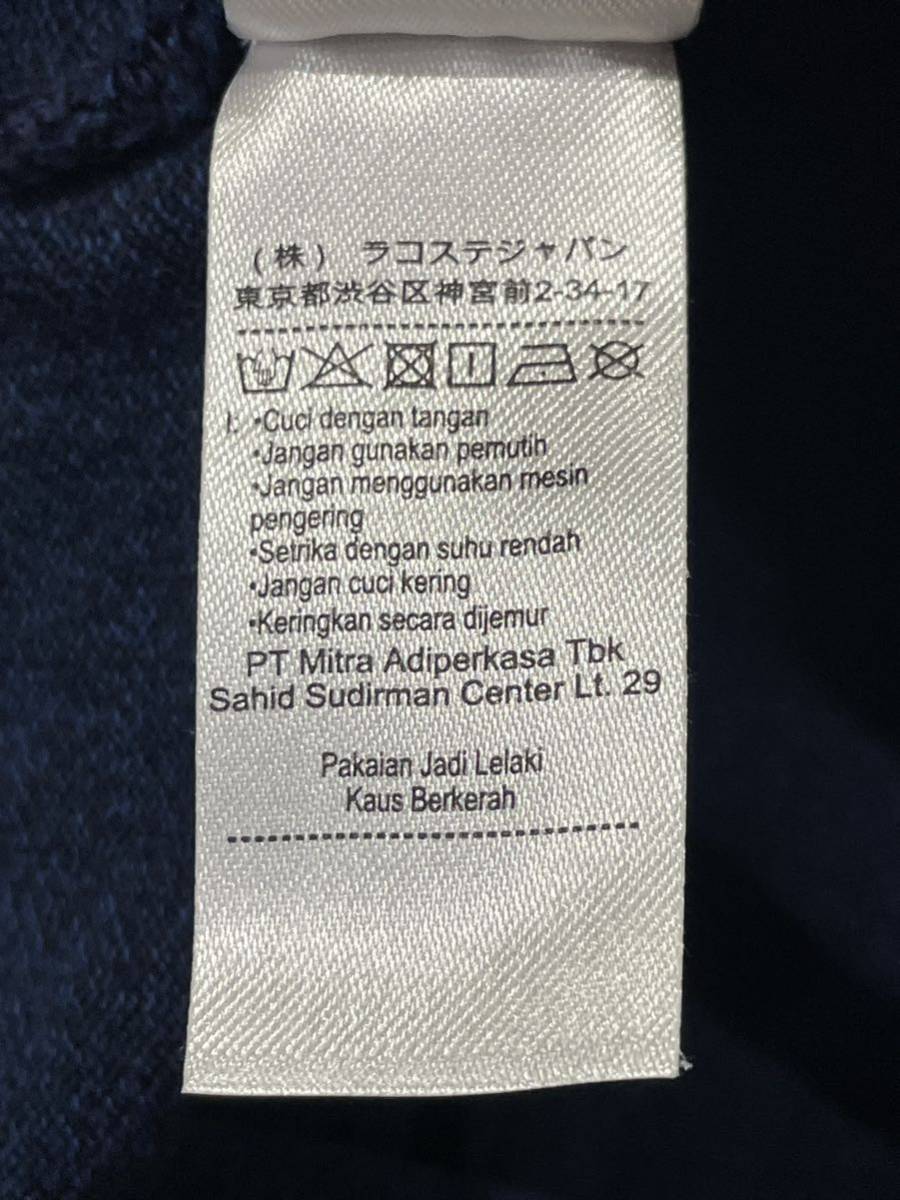 (株) ラコステジャパン
東京都渋谷区神宮前2-34-17
I: •Cuci dengan tangan
•Jangan gunakan pemutih
•Jangan menggunakan mesin
pengering
•Setrika dengan suhu rendah
•Jangan cuci kering
•Keringkan secara dijemur
PT Mitra Adiperkasa Tbk
Sahid Sudirman Center Lt. 29
Pakaian Jadi Lelaki
Kaus Berkerah